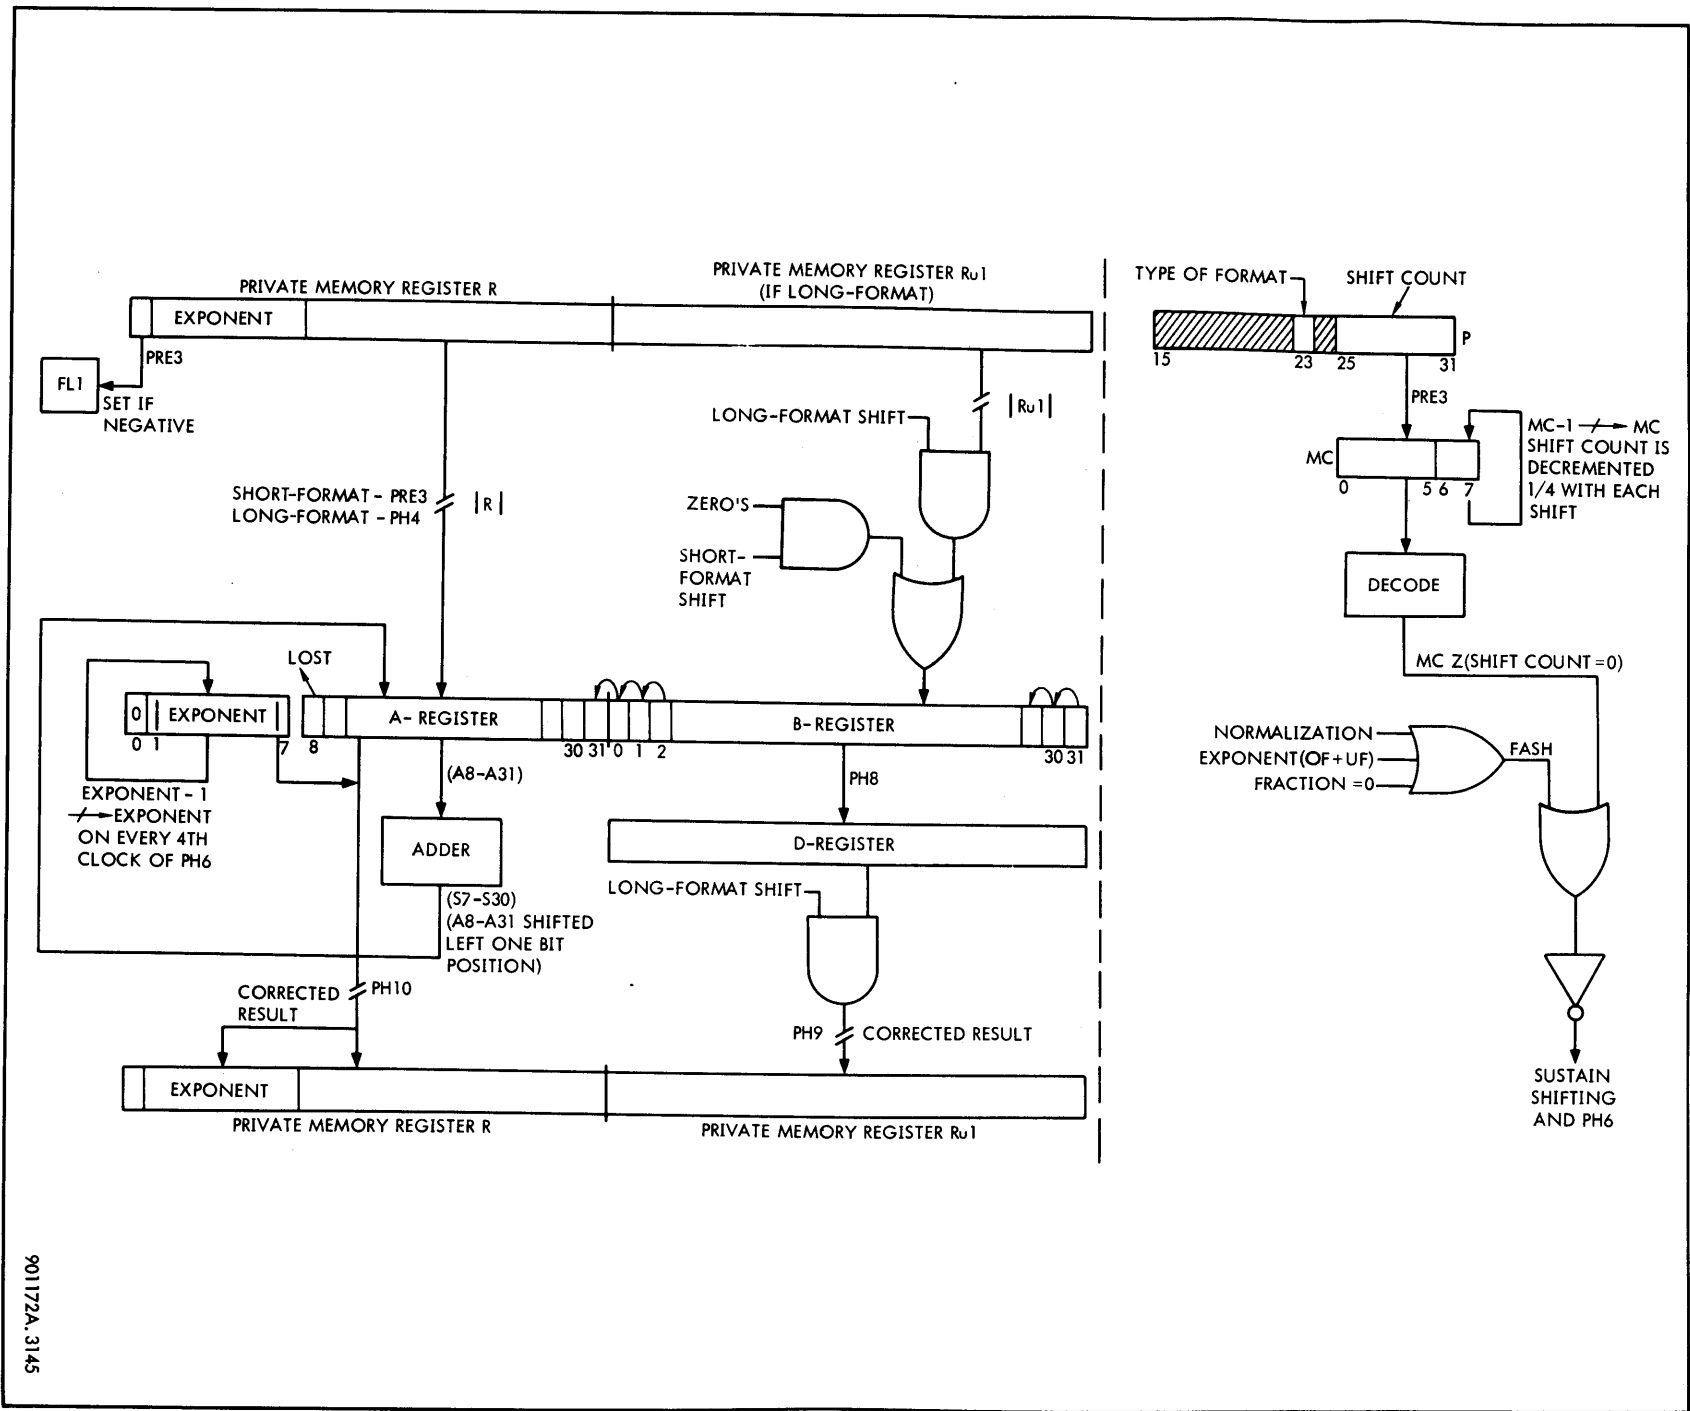 PRIVATE MEMORY REGISTER R
PRIVATE MEMORY REGISTER Ru1
(IF LONG-FORMAT)
EXPONENT
PRE3
FL1
SET IF
NEGATIVE
SHORT-FORMAT - PRE3
LONG-FORMAT - PH4
|R|
|Ru1|
LONG-FORMAT SHIFT
ZERO'S
SHORT-
FORMAT
SHIFT
LOST
0
EXPONENT
0 1 7
8
A- REGISTER
30 31 0 1 2
B-REGISTER
30 31
EXPONENT - 1
EXPONENT
ON EVERY 4TH
CLOCK OF PH6
(A8-A31)
ADDER
(S7-S30)
(A8-A31 SHIFTED
LEFT ONE BIT
POSITION)
PH8
D-REGISTER
LONG-FORMAT SHIFT
CORRECTED
RESULT
PH10
PH9
CORRECTED RESULT
EXPONENT
PRIVATE MEMORY REGISTER R
PRIVATE MEMORY REGISTER Ru1
TYPE OF FORMAT
SHIFT COUNT
P
15 23 25 31
PRE3
MC
0 5 6 7
MC-1 MC
SHIFT COUNT IS
DECREMENTED
1/4 WITH EACH
SHIFT
DECODE
MC Z(SHIFT COUNT =0)
NORMALIZATION
EXPONENT(OF+UF)
FRACTION =0
FASH
SUSTAIN
SHIFTING
AND PH6
901172A. 3145